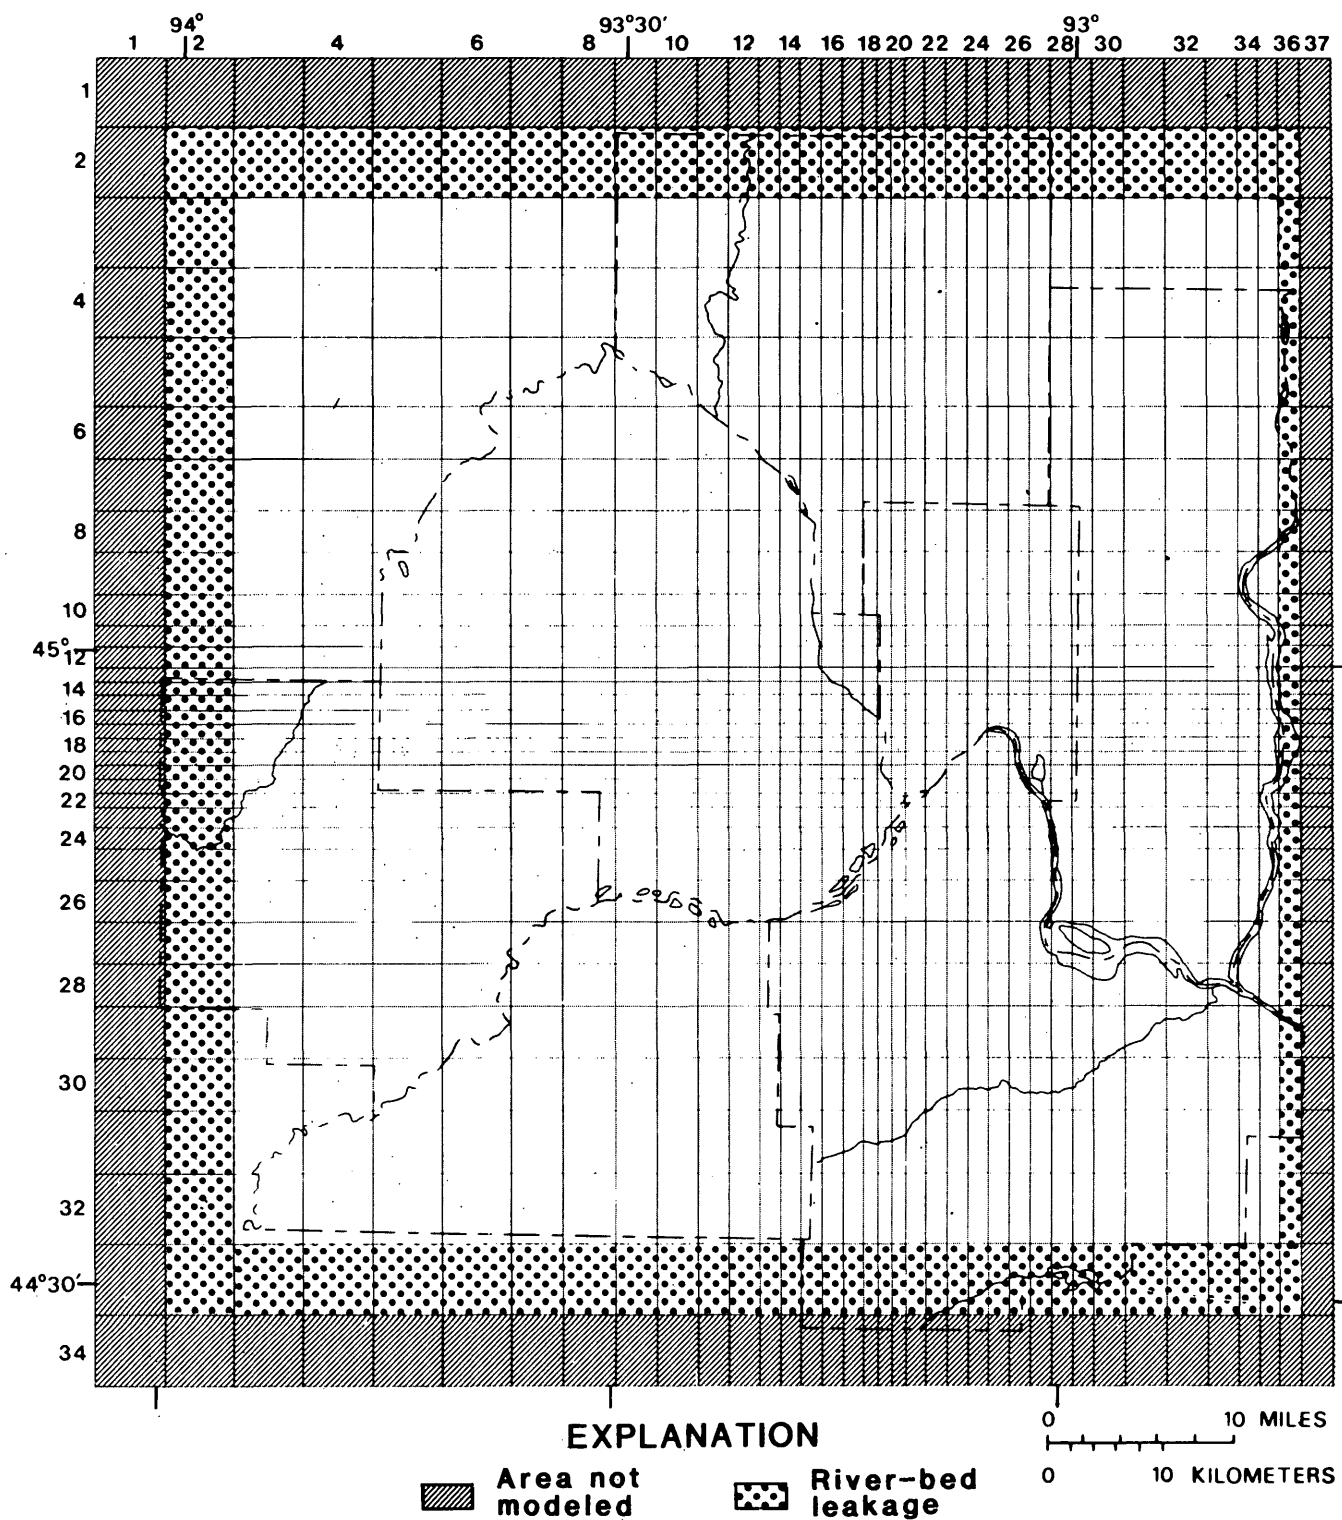 94° 93°30′ 93°
1 2 4 6 8 10 12 14 16 18 20 22 24 26 28 30 32 34 36 37
1
2
4
6
8
10
45°
12
14
16
18
20
22
24
26
28
30
32
44°30′
34
EXPLANATION
0 10 MILES
0 10 KILOMETERS
Area not
modeled
River-bed
leakage